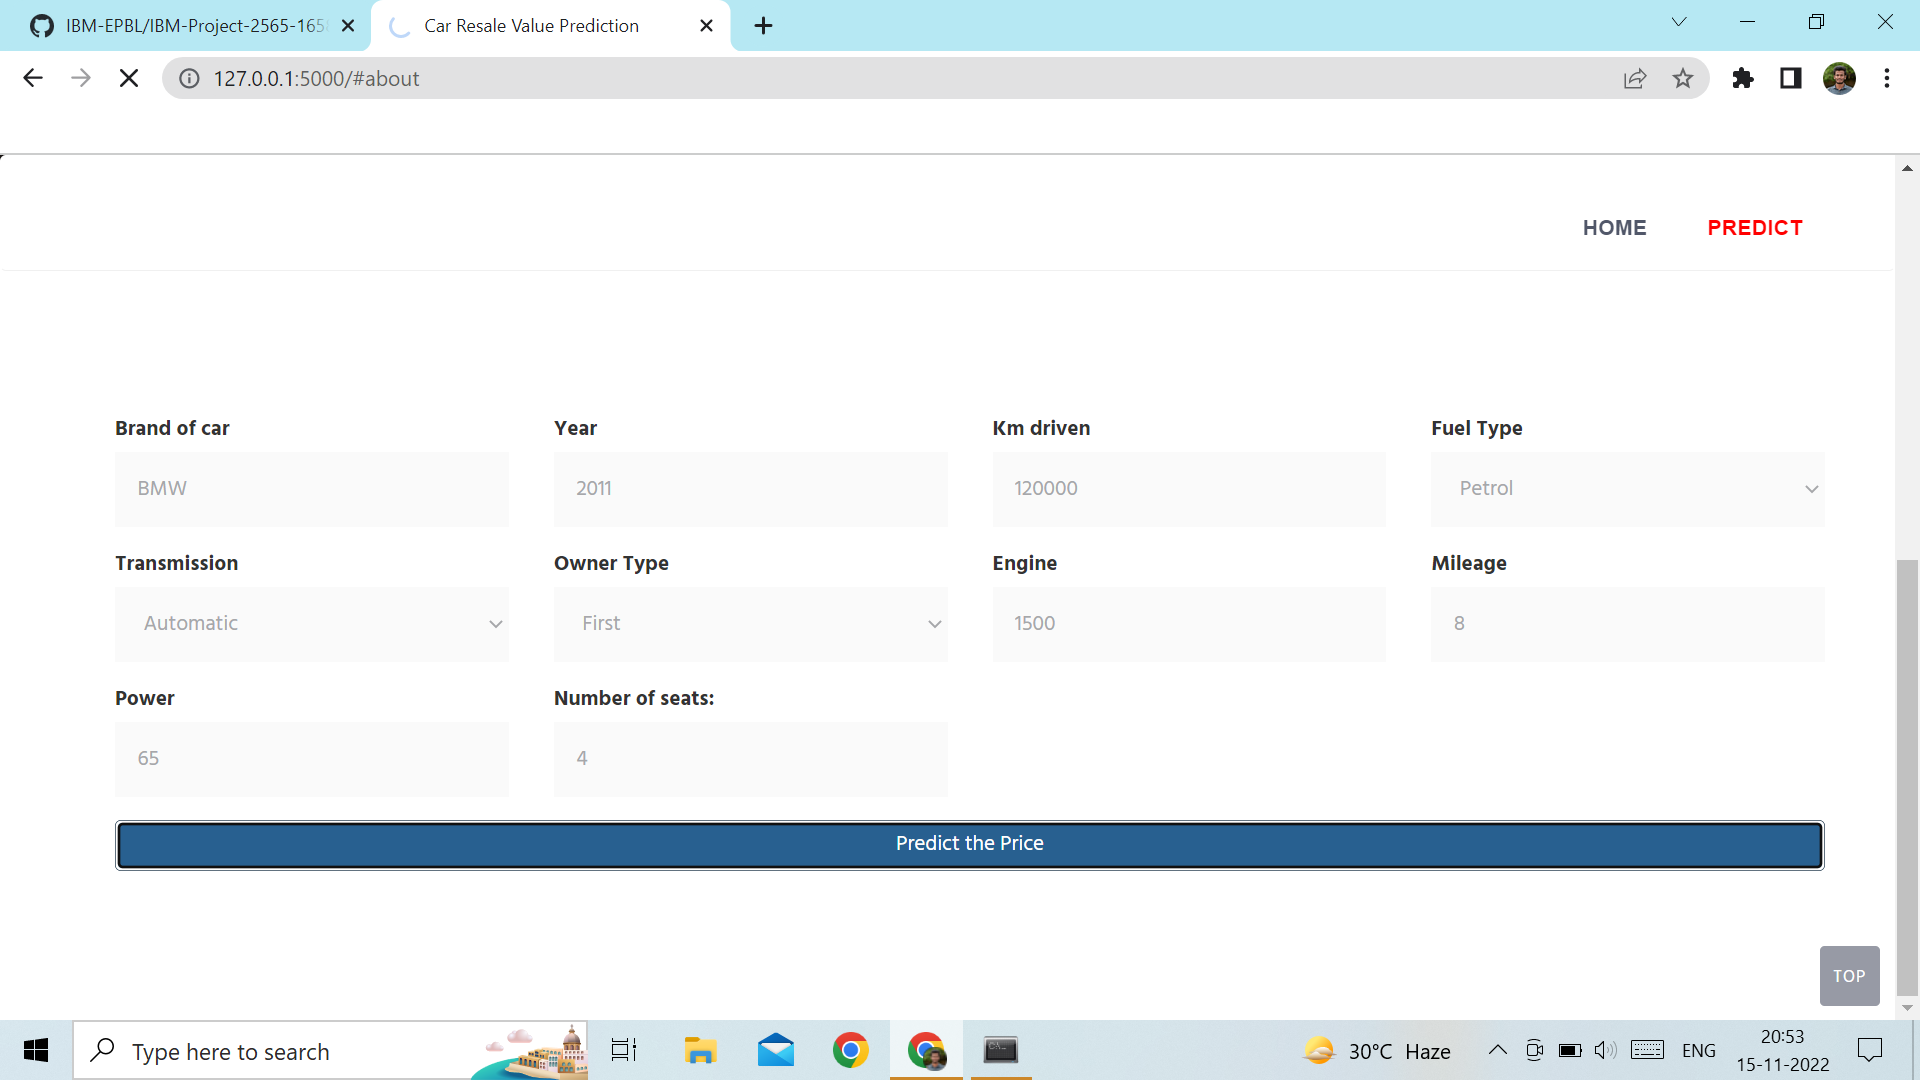 IBM-EPBL/IBM-Project-2565-1658
Car Resale Value Prediction
127.0.0.1:5000/#about
HOME PREDICT
Brand of car Year Km driven Fuel Type
BMW 2011 120000 Petrol
Transmission Owner Type Engine Mileage
Automatic First 1500 8
Power Number of seats:
65 4
Predict the Price
TOP
Type here to search
30°C Haze
ENG
20:53
15-11-2022